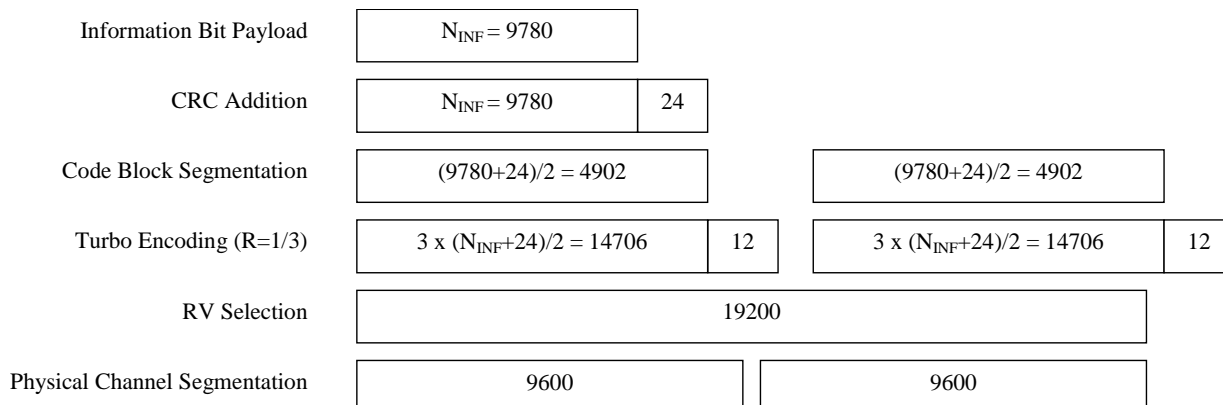 Information Bit Payload N_INF = 9780
CRC Addition N_INF = 9780 24
Code Block Segmentation (9780+24)/2 = 4902 (9780+24)/2 = 4902
Turbo Encoding (R=1/3) 3 x (N_INF+24)/2 = 14706 12 3 x (N_INF+24)/2 = 14706 12
RV Selection 19200
Physical Channel Segmentation 9600 9600